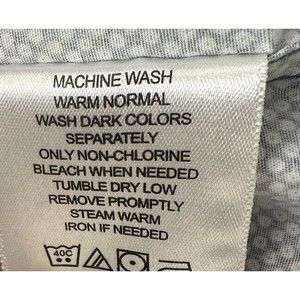 MACHINE WASH
WARM NORMAL
WASH DARK COLORS
SEPARATELY
ONLY NON-CHLORINE
BLEACH WHEN NEEDED
TUMBLE DRY LOW
REMOVE PROMPTLY
STEAM WARM
IRON IF NEEDED
40C